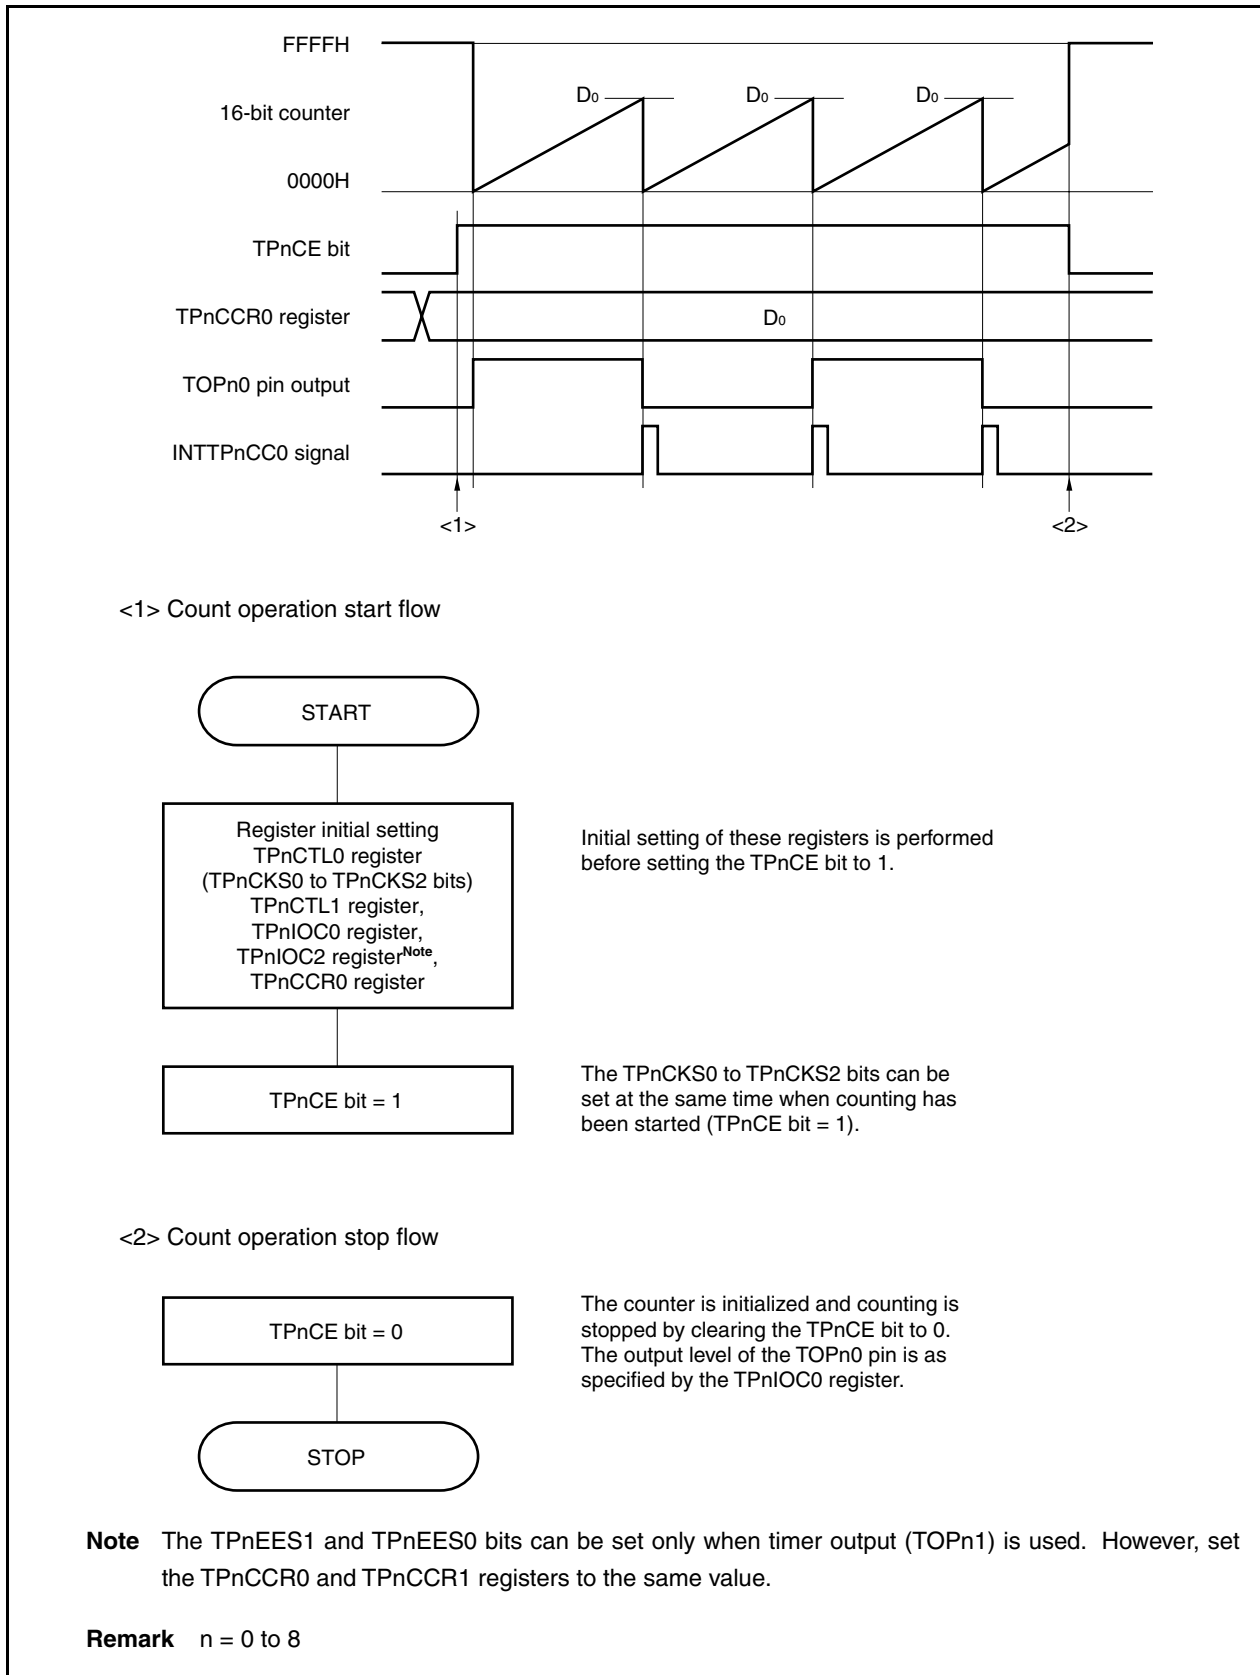 FFFFH
D0 D0 D0
16-bit counter
0000H
TPnCE bit
TPnCCR0 register D0
TOPn0 pin output
INTTPnCC0 signal
<1> <2>
<1> Count operation start flow
START
Register initial setting
TPnCTL0 register
(TPnCKS0 to TPnCKS2 bits)
TPnCTL1 register,
TPnIOC0 register,
TPnIOC2 registerNote,
TPnCCR0 register
Initial setting of these registers is performed
before setting the TPnCE bit to 1.
TPnCE bit = 1
The TPnCKS0 to TPnCKS2 bits can be
set at the same time when counting has
been started (TPnCE bit = 1).
<2> Count operation stop flow
TPnCE bit = 0
The counter is initialized and counting is
stopped by clearing the TPnCE bit to 0.
The output level of the TOPn0 pin is as
specified by the TPnIOC0 register.
STOP
Note The TPnEES1 and TPnEES0 bits can be set only when timer output (TOPn1) is used. However, set
the TPnCCR0 and TPnCCR1 registers to the same value.
Remark n = 0 to 8